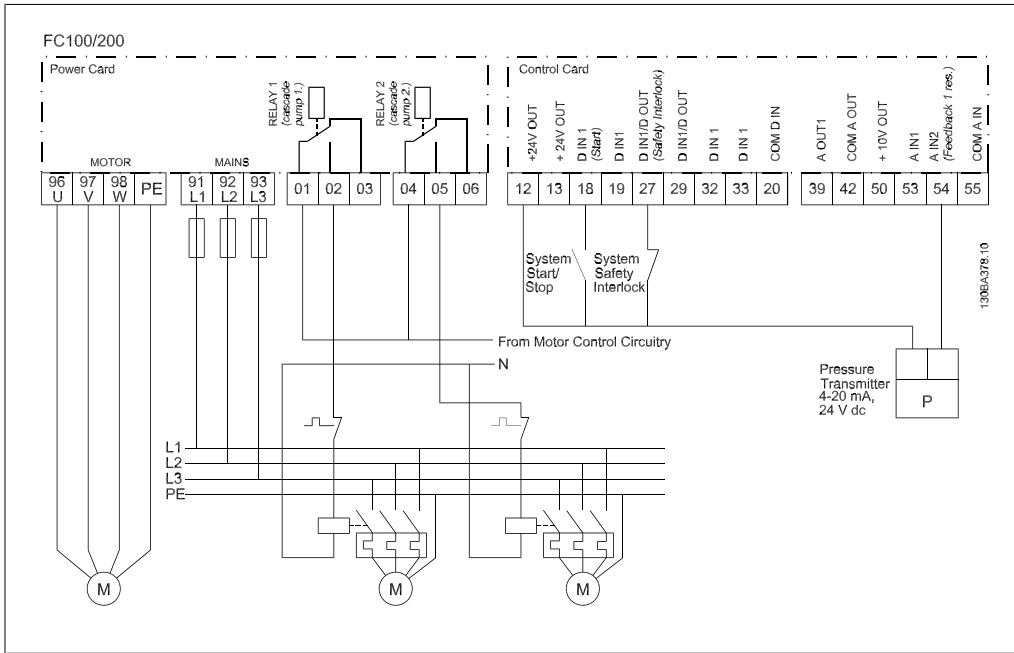 FC100/200
Power Card
Control Card
RELAY 1
(cascade
pump 1.)
RELAY 2
(cascade
pump 2.)
+24V OUT
+ 24V OUT
D IN 1
(Start)
D IN1
D IN1/D OUT
(Safety Interlock)
D IN1/D OUT
D IN 1
D IN 1
COM D IN
A OUT1
COM A OUT
+ 10V OUT
A IN1
A IN2
(Feedback 1 res.)
COM A IN
MOTOR
MAINS
96 97 98 PE 91 92 93 01 02 03 04 05 06 12 13 18 19 27 29 32 33 20 39 42 50 53 54 55
U V W L1 L2 L3
System
Start/
Stop
System
Safety
Interlock
130BA378.10
From Motor Control Circuitry
N
Pressure
Transmitter
4-20 mA,
24 V dc
P
L1
L2
L3
PE
M
M
M